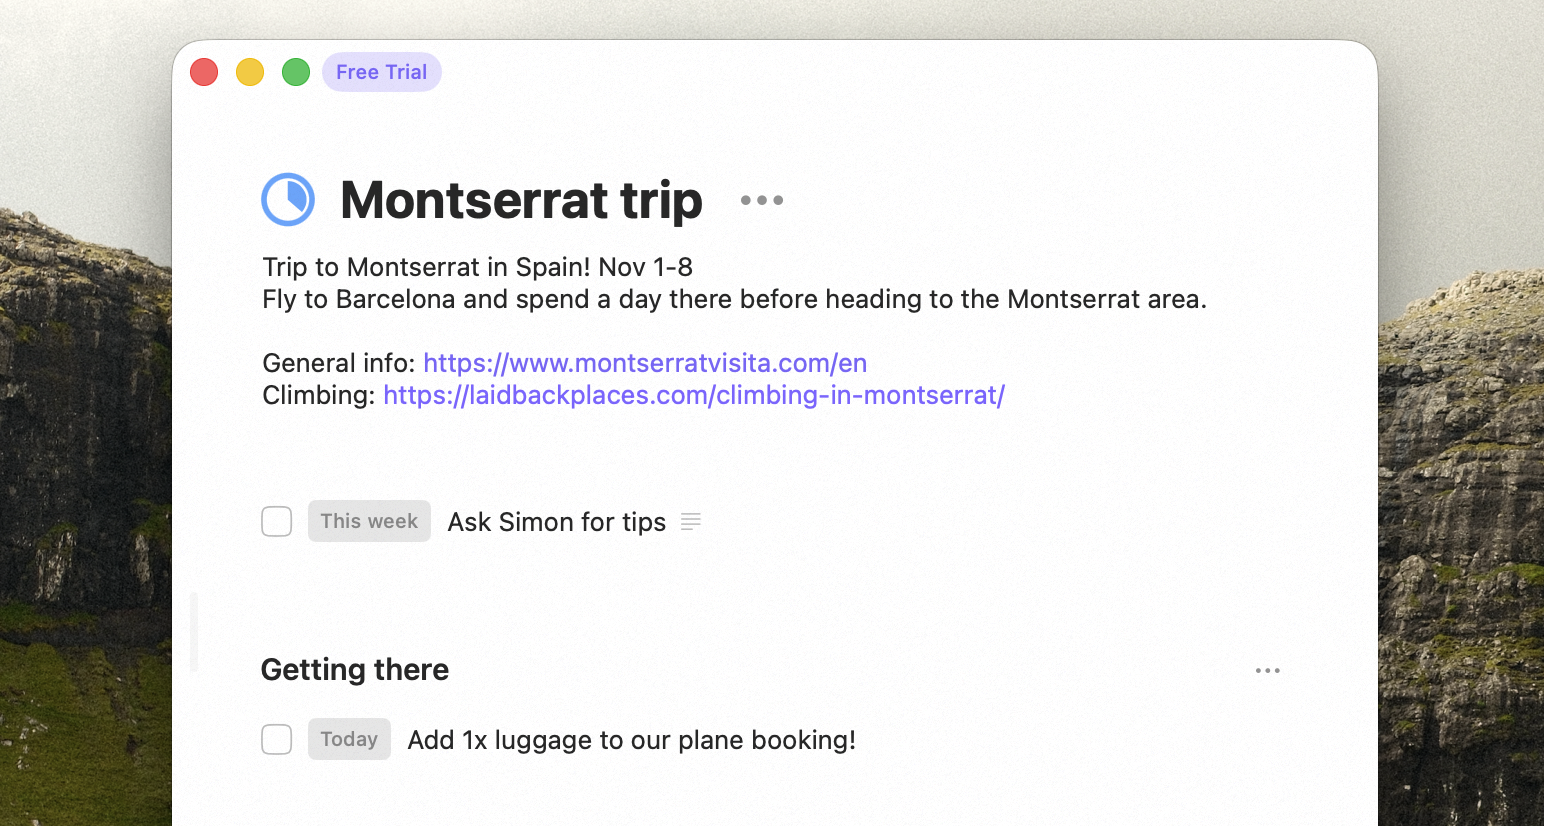 Free Trial
Montserrat trip
Trip to Montserrat in Spain! Nov 1-8
Fly to Barcelona and spend a day there before heading to the Montserrat area.
General info: https://www.montserratvisita.com/en
Climbing: https://laidbackplaces.com/climbing-in-montserrat/
This week Ask Simon for tips
Getting there
Today Add 1x luggage to our plane booking!